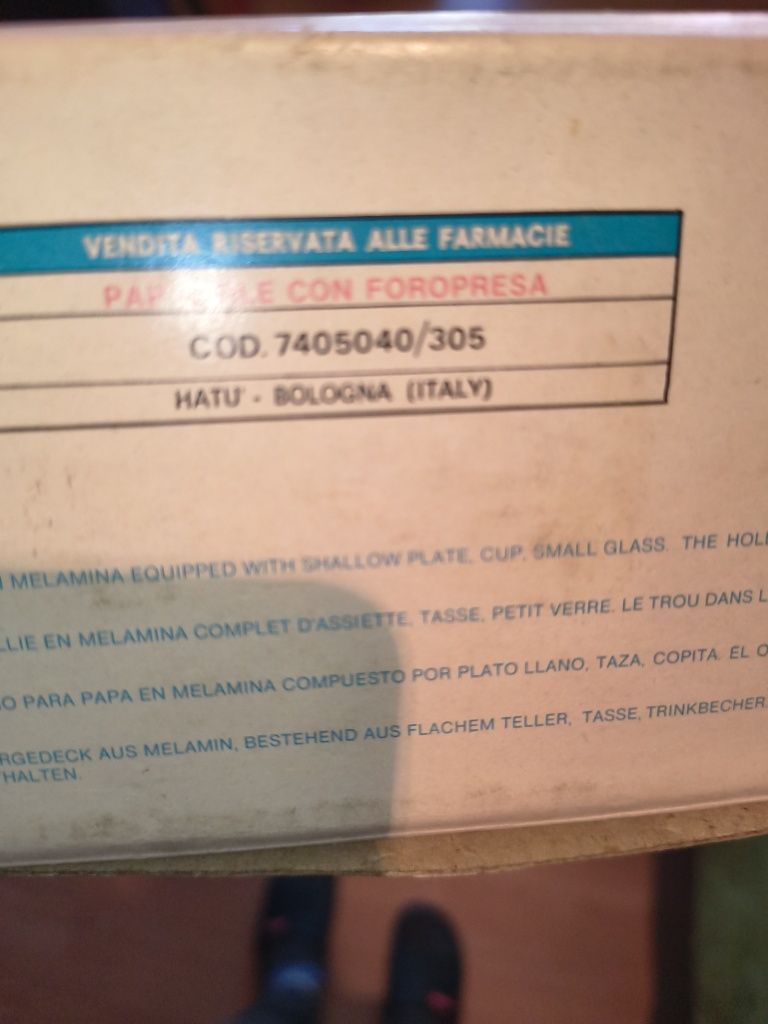 VENDITA RISERVATA ALLE FARMACIE
CON FOROPRESA
COD. 7405040/305
HATU' - BOLOGNA (ITALY)
MELAMINA EQUIPPED WITH SHALLOW PLATE, CUP, SMALL GLASS. THE
EN MELAMINA COMPLET D'ASSIETTE, TASSE, PETIT VERRE. LE TROU DANS
PARA PAPA EN MELAMINA COMPUESTO POR PLATO LLANO, TAZA, COPITA. EL
AUS MELAMIN, BESTEHEND AUS FLACHEM TELLER, TASSE, TRINKBECHER.